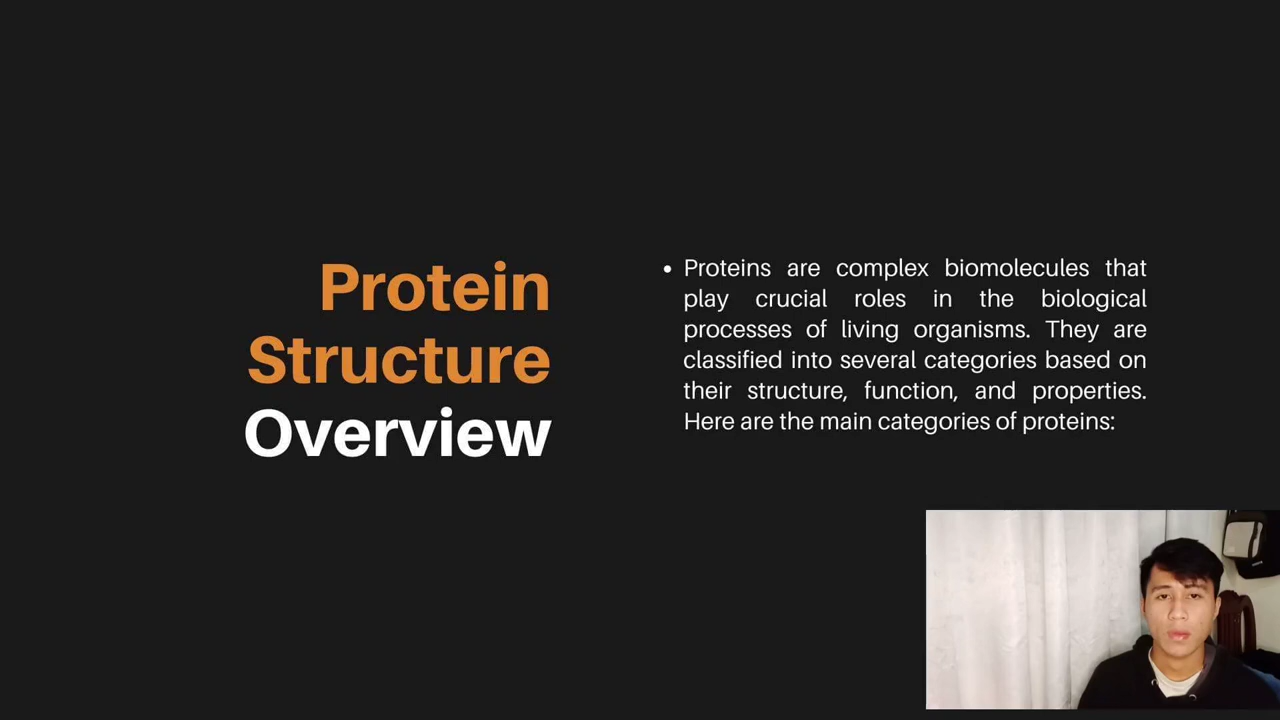 Protein
Structure
Overview
• Proteins are complex biomolecules that
play crucial roles in the biological
processes of living organisms. They are
classified into several categories based on
their structure, function, and properties.
Here are the main categories of proteins: